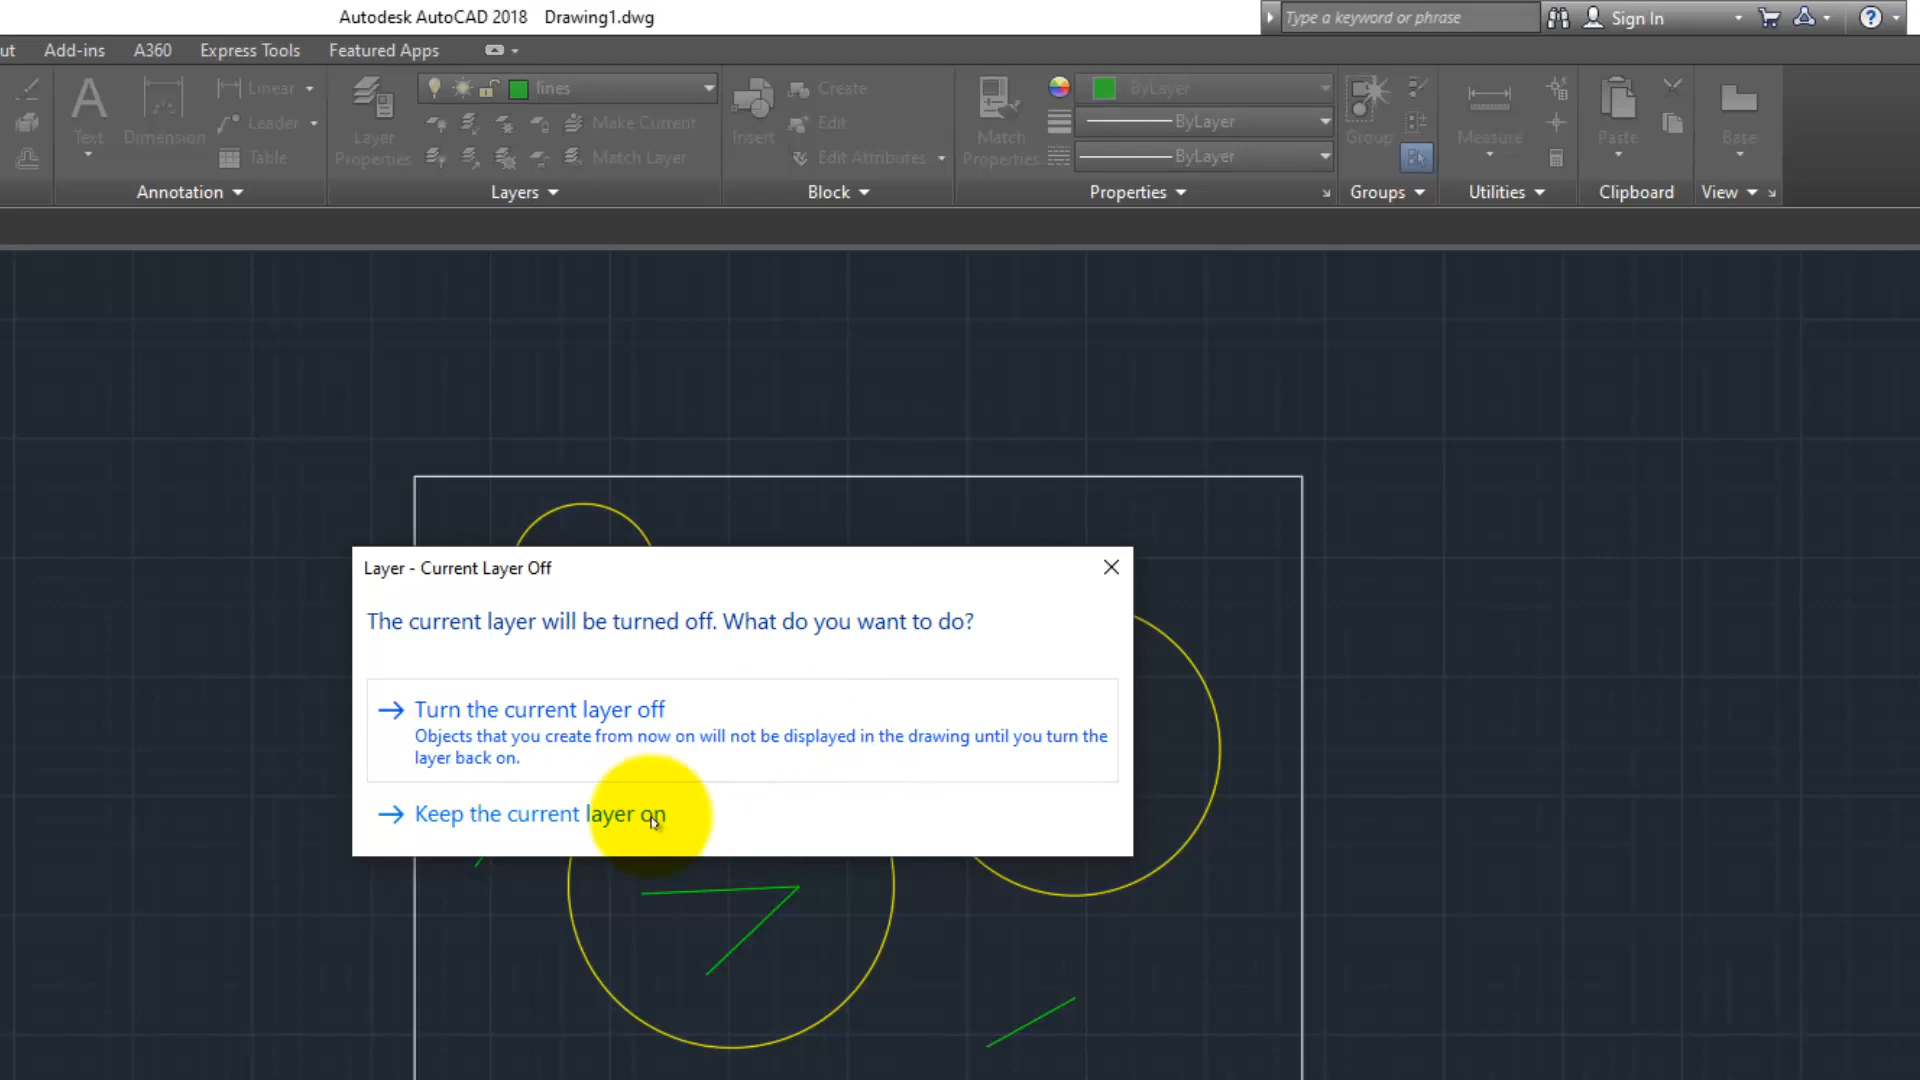 Autodesk AutoCAD 2018 Drawing1.dwg
Type a keyword or phrase
Sign In
ut Add-ins A360 Express Tools Featured Apps
Text
Dimension
Linear
Leader
Table
Annotation
Layer
Properties
lines
Make Current
Match Layer
Layers
Insert
Create
Edit
Edit Attributes
Block
Match
Properties
ByLayer
ByLayer
ByLayer
Properties
Group
Groups
Measure
Utilities
Paste
Clipboard
Base
View
Layer - Current Layer Off
The current layer will be turned off. What do you want to do?
Turn the current layer off
Objects that you create from now on will not be displayed in the drawing until you turn the
layer back on.
Keep the current layer on